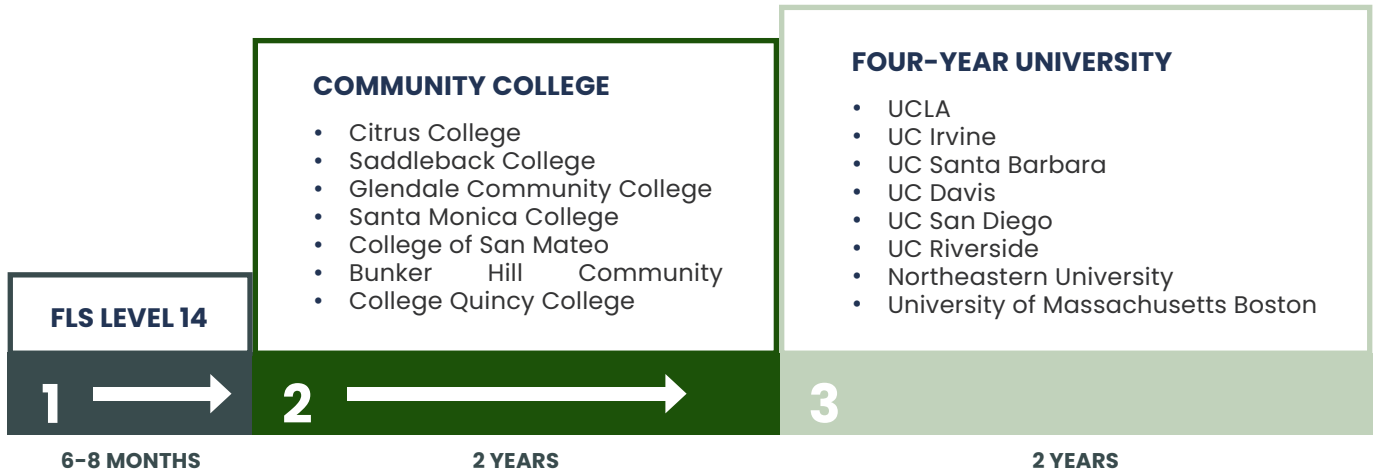 FLS LEVEL 14
1
6-8 MONTHS
COMMUNITY COLLEGE
• Citrus College
• Saddleback College
• Glendale Community College
• Santa Monica College
• College of San Mateo
• Bunker Hill Community
• College Quincy College
2
2 YEARS
FOUR-YEAR UNIVERSITY
• UCLA
• UC Irvine
• UC Santa Barbara
• UC Davis
• UC San Diego
• UC Riverside
• Northeastern University
• University of Massachusetts Boston
3
2 YEARS